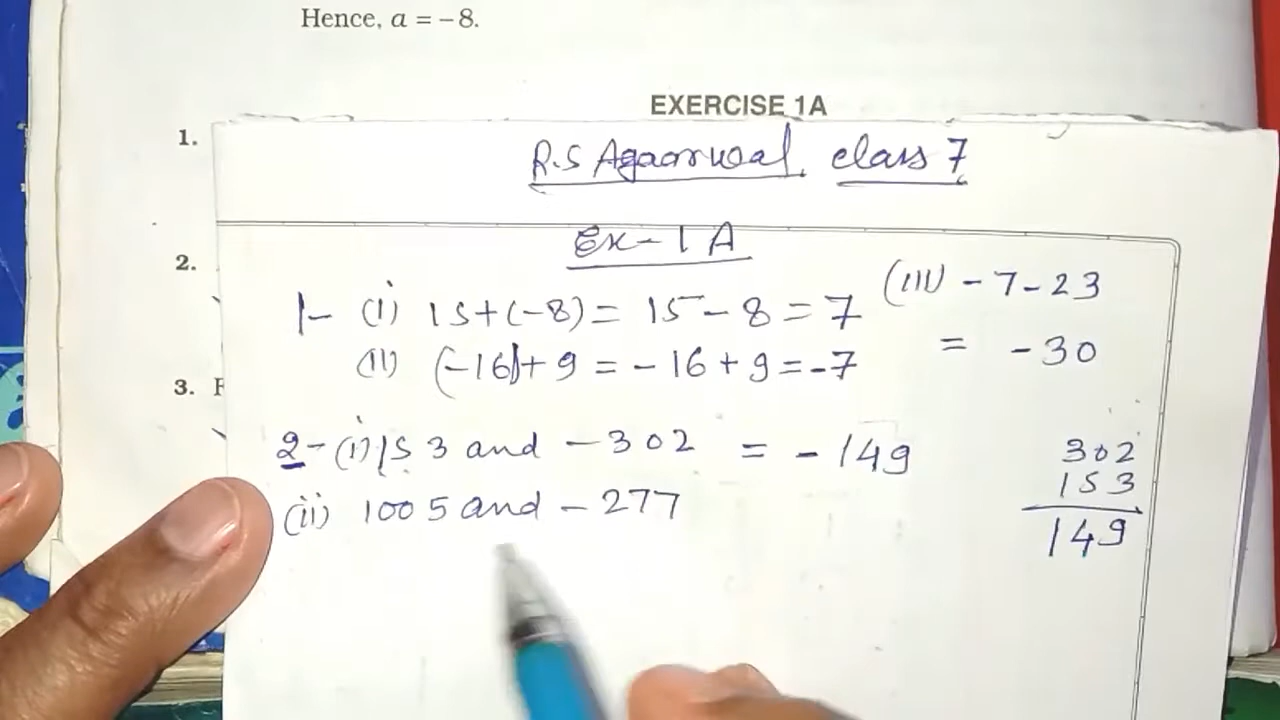 Hence, a = –8.
EXERCISE 1A
1.
R.S Agaorwal class 7
2.
Ex-1A
1- (i) 15+(-8) = 15-8 = 7
(ii) (-16)+9 = -16+9 = -7
(iii) -7-23
= -30
3.
2- (i) 153 and -302 = -149
(ii) 1005 and -277
302
153
149